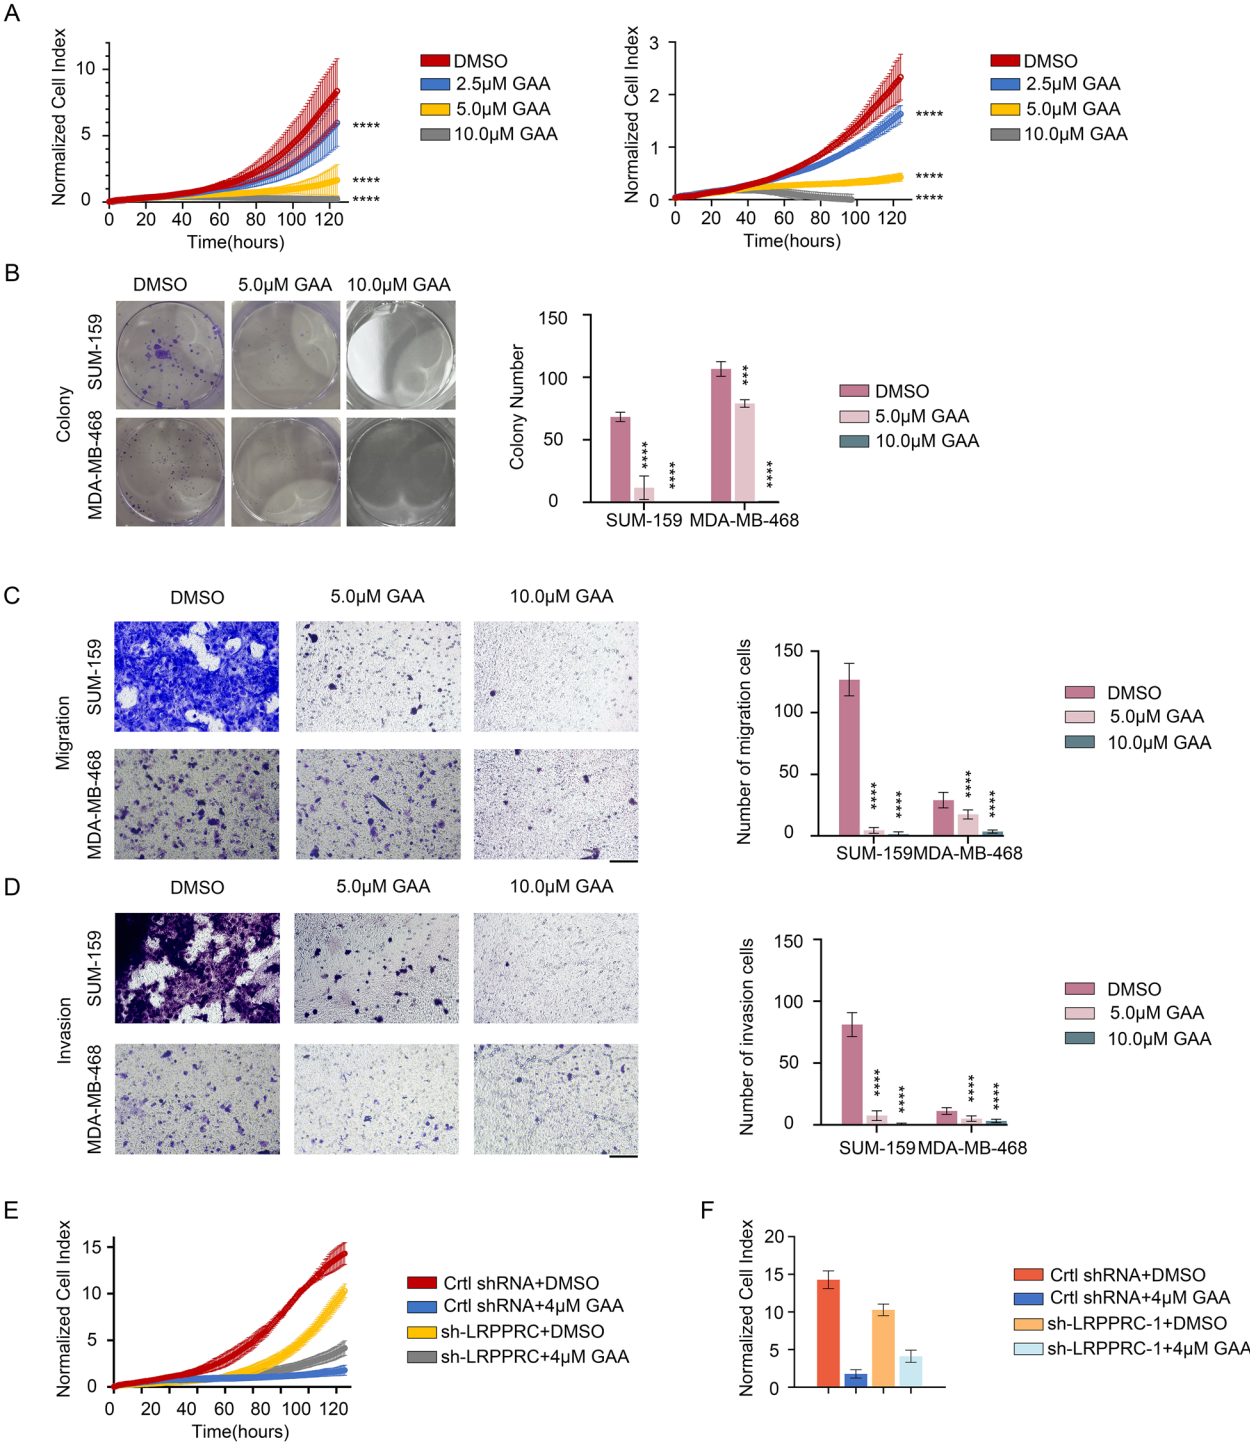 A
Normalized Cell Index
10
5
0
0 20 40 60 80 100 120
Time(hours)
DMSO
2.5μM GAA
5.0μM GAA
10.0μM GAA
****
****
****
Normalized Cell Index
3
2
1
0
0 20 40 60 80 100 120
Time(hours)
DMSO
2.5μM GAA
5.0μM GAA
10.0μM GAA
****
****
****
B
DMSO 5.0μM GAA 10.0μM GAA
Colony
SUM-159
MDA-MB-468
Colony Number
150
100
50
0
****
****
***
****
SUM-159 MDA-MB-468
DMSO
5.0μM GAA
10.0μM GAA
C
DMSO 5.0μM GAA 10.0μM GAA
Migration
SUM-159
MDA-MB-468
Number of migration cells
150
100
50
0
****
****
****
****
SUM-159MDA-MB-468
DMSO
5.0μM GAA
10.0μM GAA
D
DMSO 5.0μM GAA 10.0μM GAA
Invasion
SUM-159
MDA-MB-468
Number of invasion cells
150
100
50
0
****
****
****
****
SUM-159MDA-MB-468
DMSO
5.0μM GAA
10.0μM GAA
E
Normalized Cell Index
15
10
5
0
0 20 40 60 80 100 120
Time(hours)
Crtl shRNA+DMSO
Crtl shRNA+4μM GAA
sh-LRPPRC+DMSO
sh-LRPPRC+4μM GAA
F
Normalized Cell Index
20
15
10
5
0
Crtl shRNA+DMSO
Crtl shRNA+4μM GAA
sh-LRPPRC-1+DMSO
sh-LRPPRC-1+4μM GAA